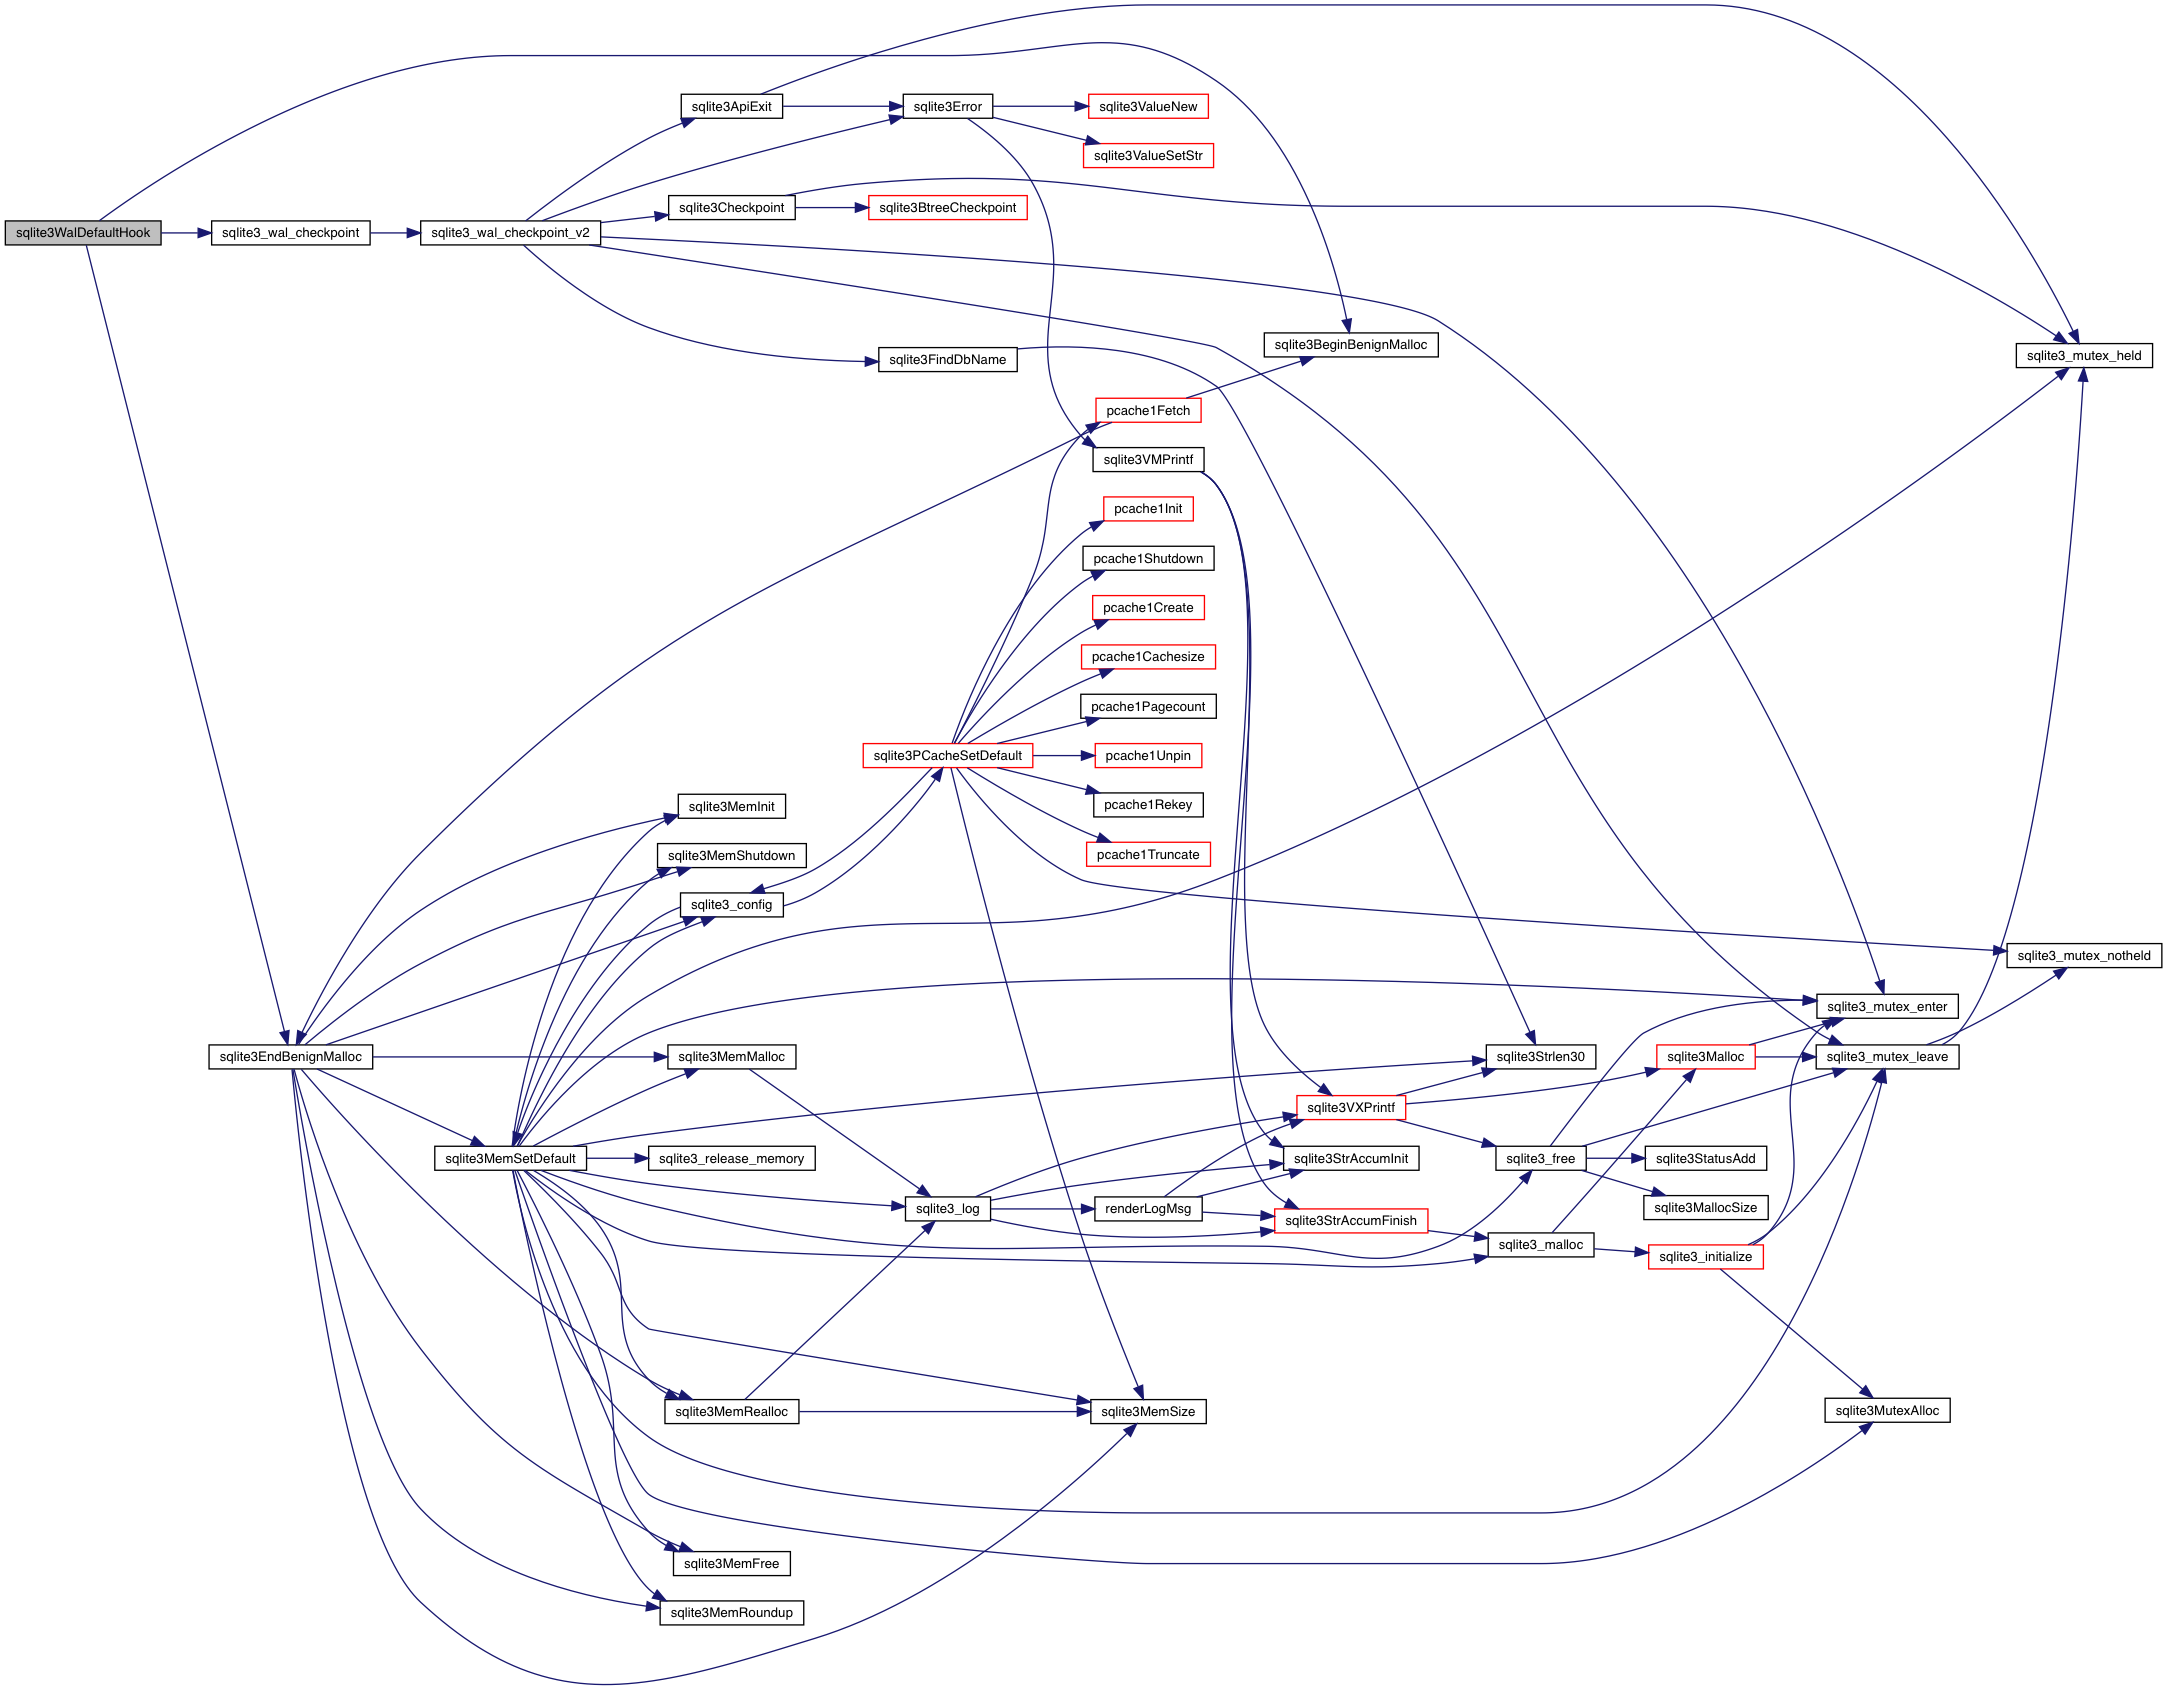 sqlite3WalDefaultHook
sqlite3_wal_checkpoint
sqlite3_wal_checkpoint_v2
sqlite3ApiExit
sqlite3Error
sqlite3ValueNew
sqlite3ValueSetStr
sqlite3Checkpoint
sqlite3BtreeCheckpoint
sqlite3FindDbName
sqlite3BeginBenignMalloc
sqlite3_mutex_held
pcache1Fetch
sqlite3VMPrintf
pcache1Init
pcache1Shutdown
pcache1Create
pcache1Cachesize
pcache1Pagecount
sqlite3PCacheSetDefault
pcache1Unpin
pcache1Rekey
pcache1Truncate
sqlite3MemInit
sqlite3MemShutdown
sqlite3_config
sqlite3_mutex_notheld
sqlite3_mutex_enter
sqlite3EndBenignMalloc
sqlite3MemMalloc
sqlite3Strlen30
sqlite3Malloc
sqlite3_mutex_leave
sqlite3VXPrintf
sqlite3MemSetDefault
sqlite3_release_memory
sqlite3StrAccumInit
sqlite3_free
sqlite3StatusAdd
sqlite3_log
renderLogMsg
sqlite3StrAccumFinish
sqlite3MallocSize
sqlite3_malloc
sqlite3_initialize
sqlite3MemRealloc
sqlite3MemSize
sqlite3MutexAlloc
sqlite3MemFree
sqlite3MemRoundup